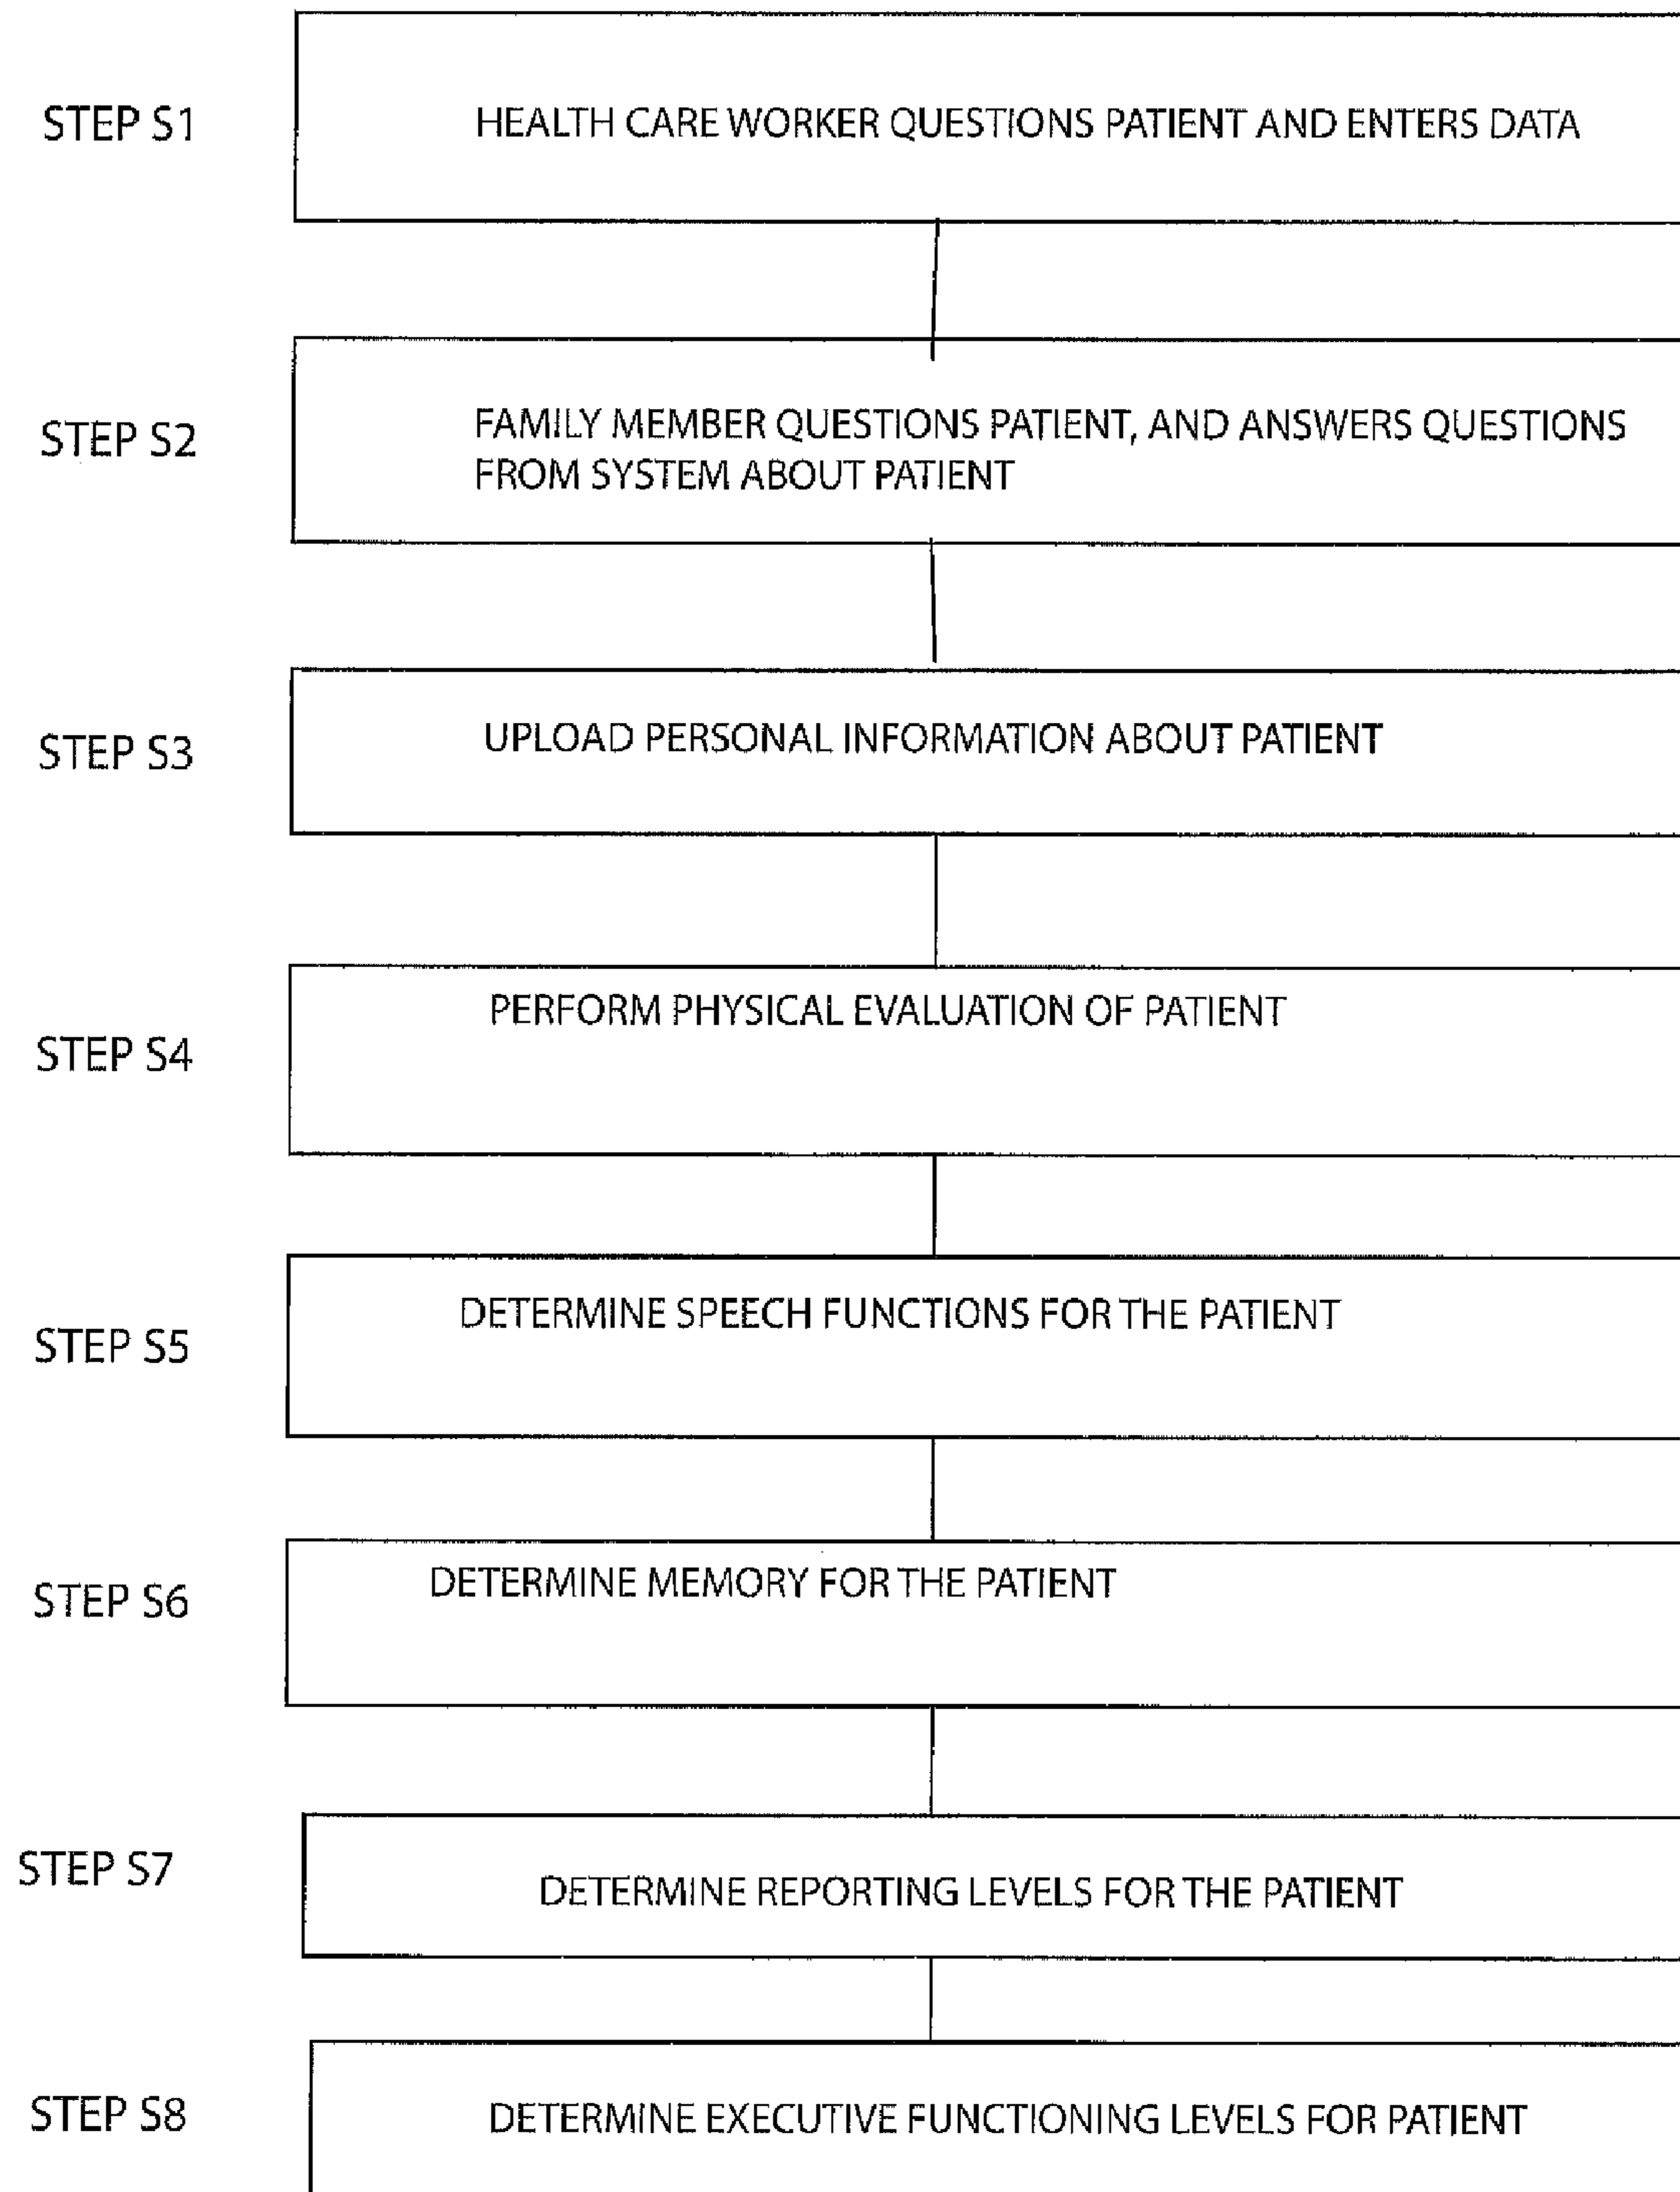 STEP S1
HEALTH CARE WORKER QUESTIONS PATIENT AND ENTERS DATA
STEP S2
FAMILY MEMBER QUESTIONS PATIENT, AND ANSWERS QUESTIONS
FROM SYSTEM ABOUT PATIENT
STEP S3
UPLOAD PERSONAL INFORMATION ABOUT PATIENT
STEP S4
PERFORM PHYSICAL EVALUATION OF PATIENT
STEP S5
DETERMINE SPEECH FUNCTIONS FOR THE PATIENT
STEP S6
DETERMINE MEMORY FOR THE PATIENT
STEP S7
DETERMINE REPORTING LEVELS FOR THE PATIENT
STEP S8
DETERMINE EXECUTIVE FUNCTIONING LEVELS FOR PATIENT